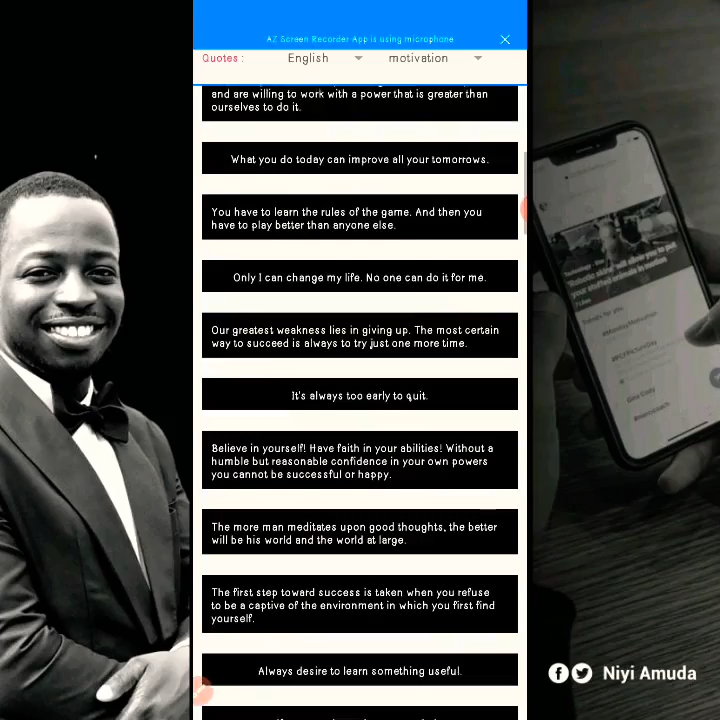 AZ Screen Recorder App is using microphone
Quotes :
English
motivation
and are willing to work with a power that is greater than
ourselves to do it.
What you do today can improve all your tomorrows.
You have to learn the rules of the game. And then you
have to play better than anyone else.
Only I can change my life. No one can do it for me.
Our greatest weakness lies in giving up. The most certain
way to succeed is always to try just one more time.
It's always too early to quit.
Believe in yourself! Have faith in your abilities! Without a
humble but reasonable confidence in your own powers
you cannot be successful or happy.
The more man meditates upon good thoughts, the better
will be his world and the world at large.
The first step toward success is taken when you refuse
to be a captive of the environment in which you first find
yourself.
Always desire to learn something useful.
Trends for you
Niyi Amuda